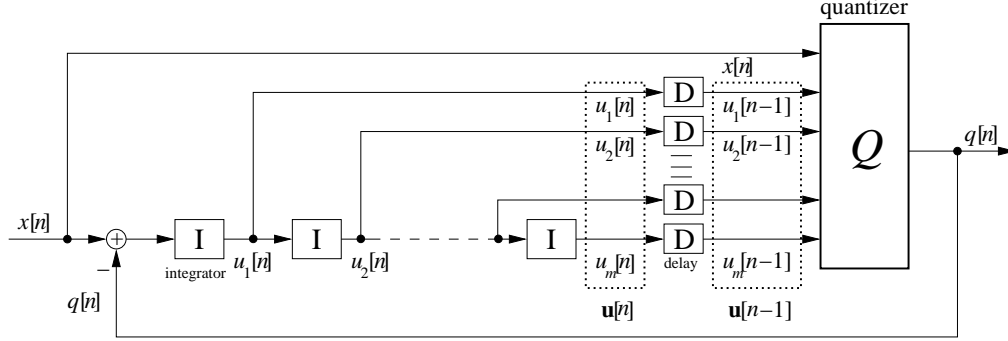 quantizer
x[n]
u₁[n]
D
u₁[n−1]
u₂[n]
D
u₂[n−1]
Q
q[n]
D
x[n]
+
I
I
I
D
−
integrator
u₁[n]
u₂[n]
uₘ[n]
delay
uₘ[n−1]
q[n]
u[n]
u[n−1]